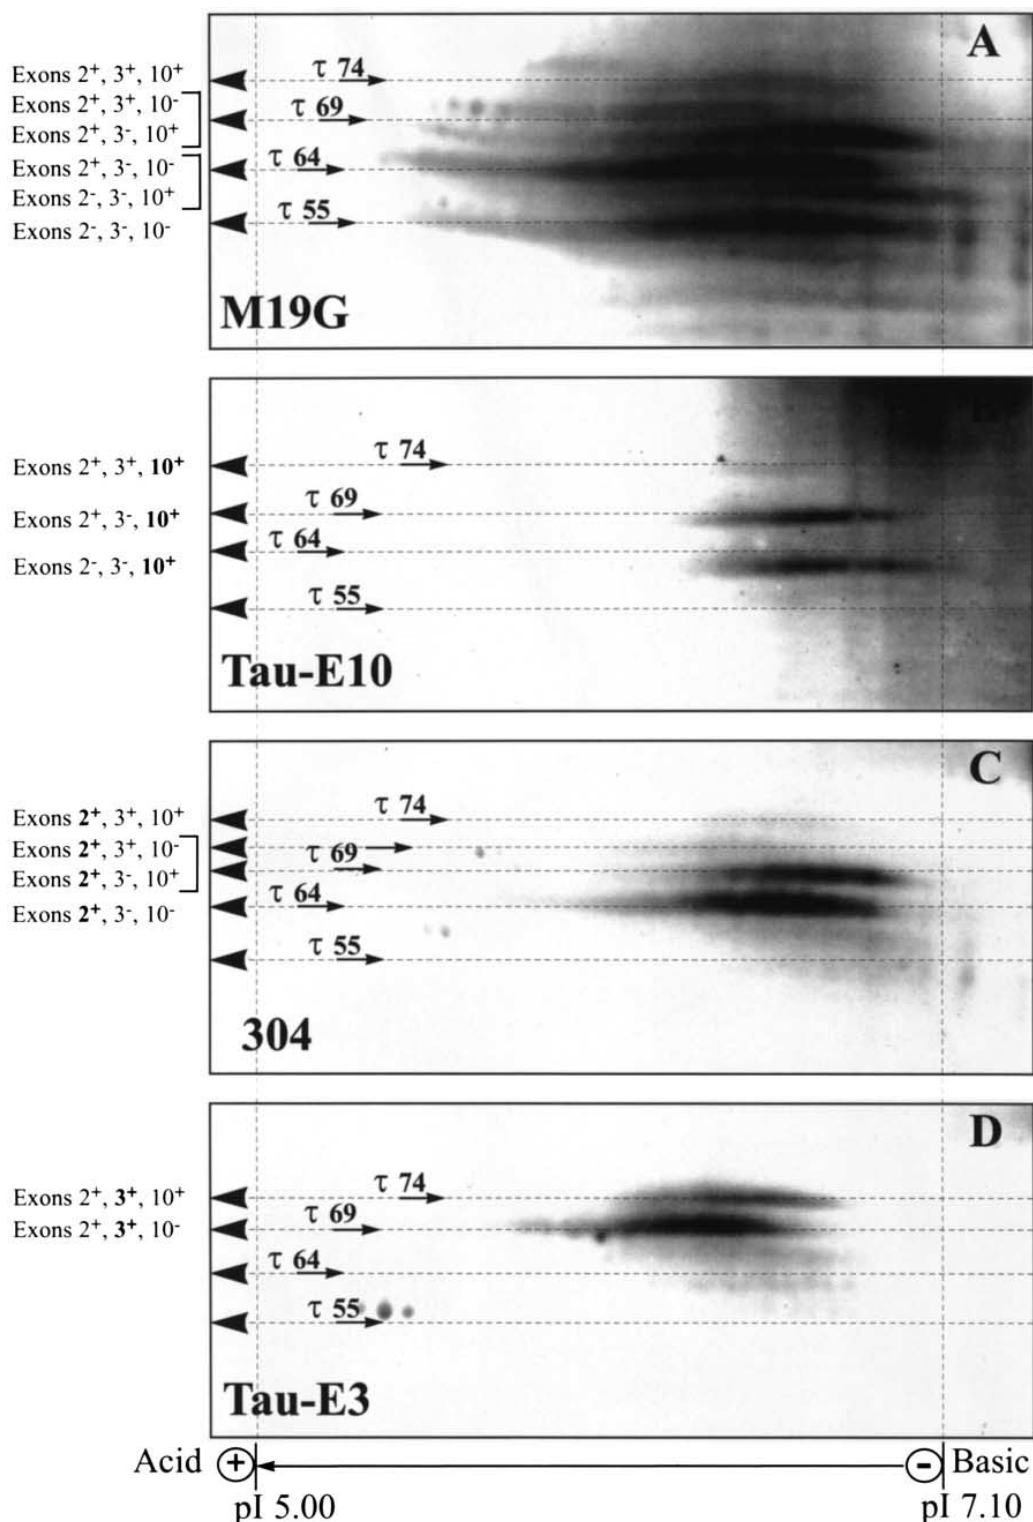 A
Exons 2⁺, 3⁺, 10⁺
τ 74
Exons 2⁺, 3⁺, 10⁻
τ 69
Exons 2⁺, 3⁻, 10⁺
τ 64
Exons 2⁺, 3⁻, 10⁻
Exons 2⁻, 3⁻, 10⁺
τ 55
Exons 2⁻, 3⁻, 10⁻
M19G
τ 74
Exons 2⁺, 3⁺, 10⁺
τ 69
Exons 2⁺, 3⁻, 10⁺
τ 64
Exons 2⁻, 3⁻, 10⁺
τ 55
Tau-E10
C
τ 74
Exons 2⁺, 3⁺, 10⁺
Exons 2⁺, 3⁺, 10⁻
τ 69
Exons 2⁺, 3⁻, 10⁺
τ 64
Exons 2⁺, 3⁻, 10⁻
τ 55
304
D
τ 74
Exons 2⁺, 3⁺, 10⁺
τ 69
Exons 2⁺, 3⁺, 10⁻
τ 64
τ 55
Tau-E3
Acid + - Basic
pI 5.00 pI 7.10